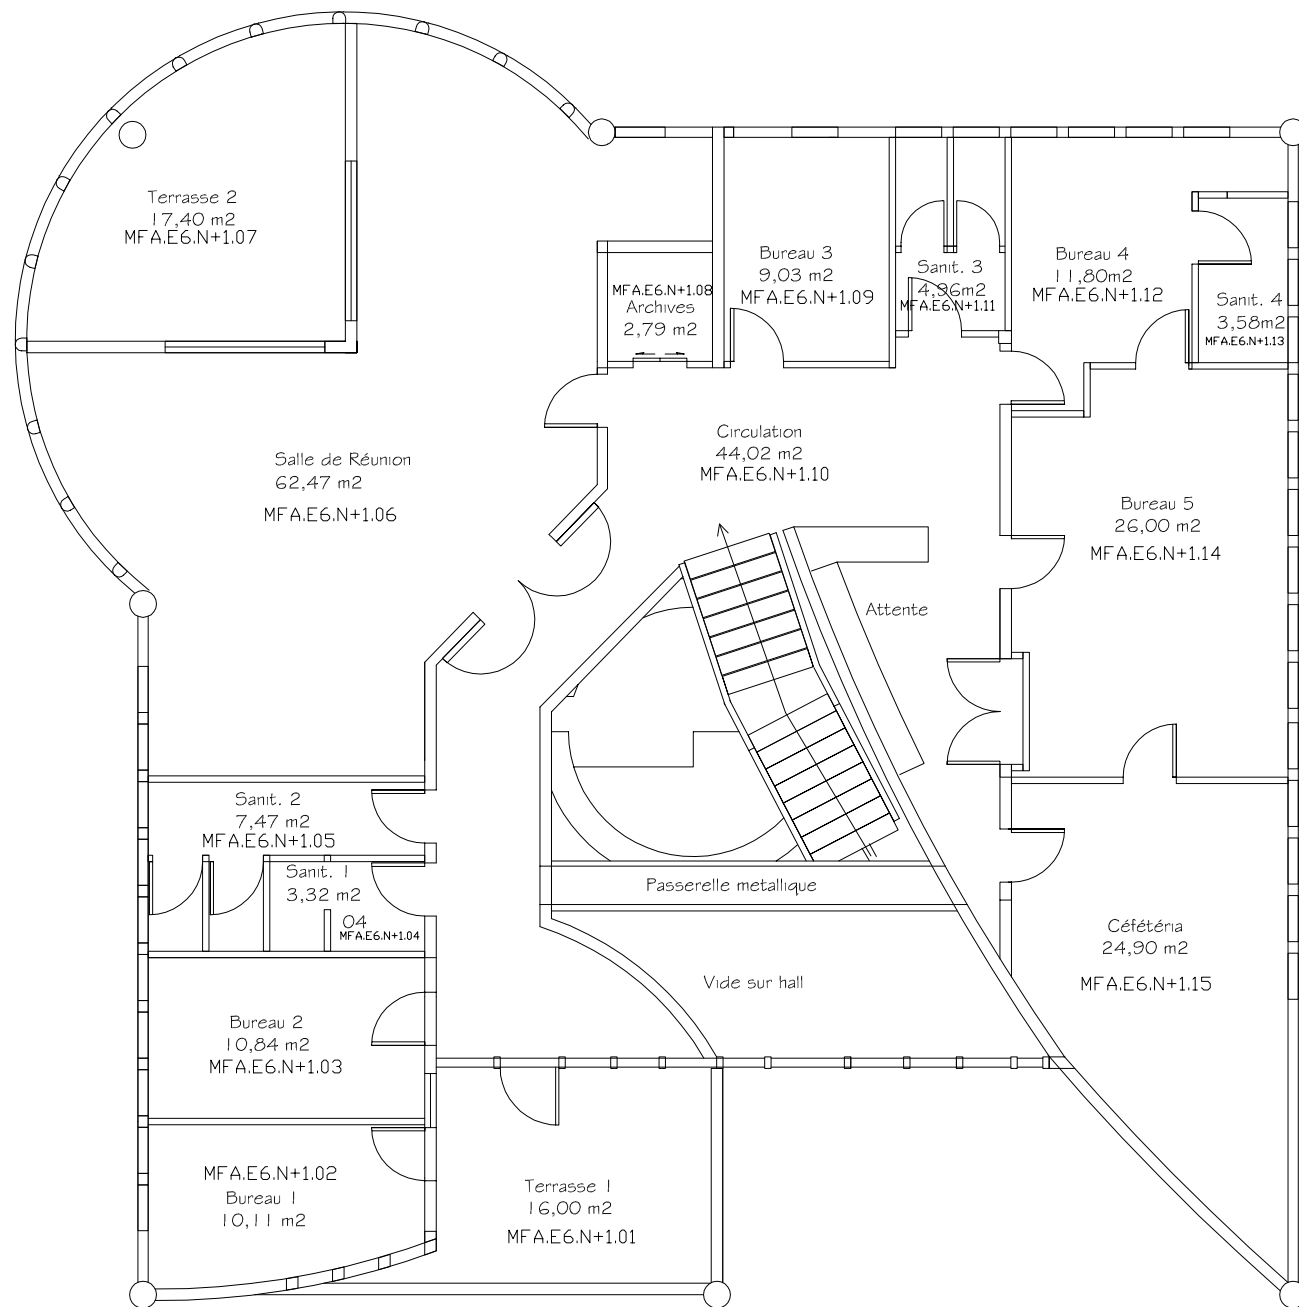 Terrasse 2
17,40 m2
MFA.E6.N+1.07
MFA.E6.N+1.08
Archives
2,79 m2
Bureau 3
9,03 m2
MFA.E6.N+1.09
Sanit. 3
4,96m2
MFA.E6.N+1.11
Bureau 4
11,80m2
MFA.E6.N+1.12
Sanit. 4
3,58m2
MFA.E6.N+1.13
Circulation
44,02 m2
MFA.E6.N+1.10
Salle de Réunion
62,47 m2
MFA.E6.N+1.06
Bureau 5
26,00 m2
MFA.E6.N+1.14
Attente
Sanit. 2
7,47 m2
MFA.E6.N+1.05
Sanit. 1
3,32 m2
04
MFA.E6.N+1.04
Passerelle metallique
Céfétéria
24,90 m2
MFA.E6.N+1.15
Vide sur hall
Bureau 2
10,84 m2
MFA.E6.N+1.03
MFA.E6.N+1.02
Bureau 1
10,11 m2
Terrasse 1
16,00 m2
MFA.E6.N+1.01